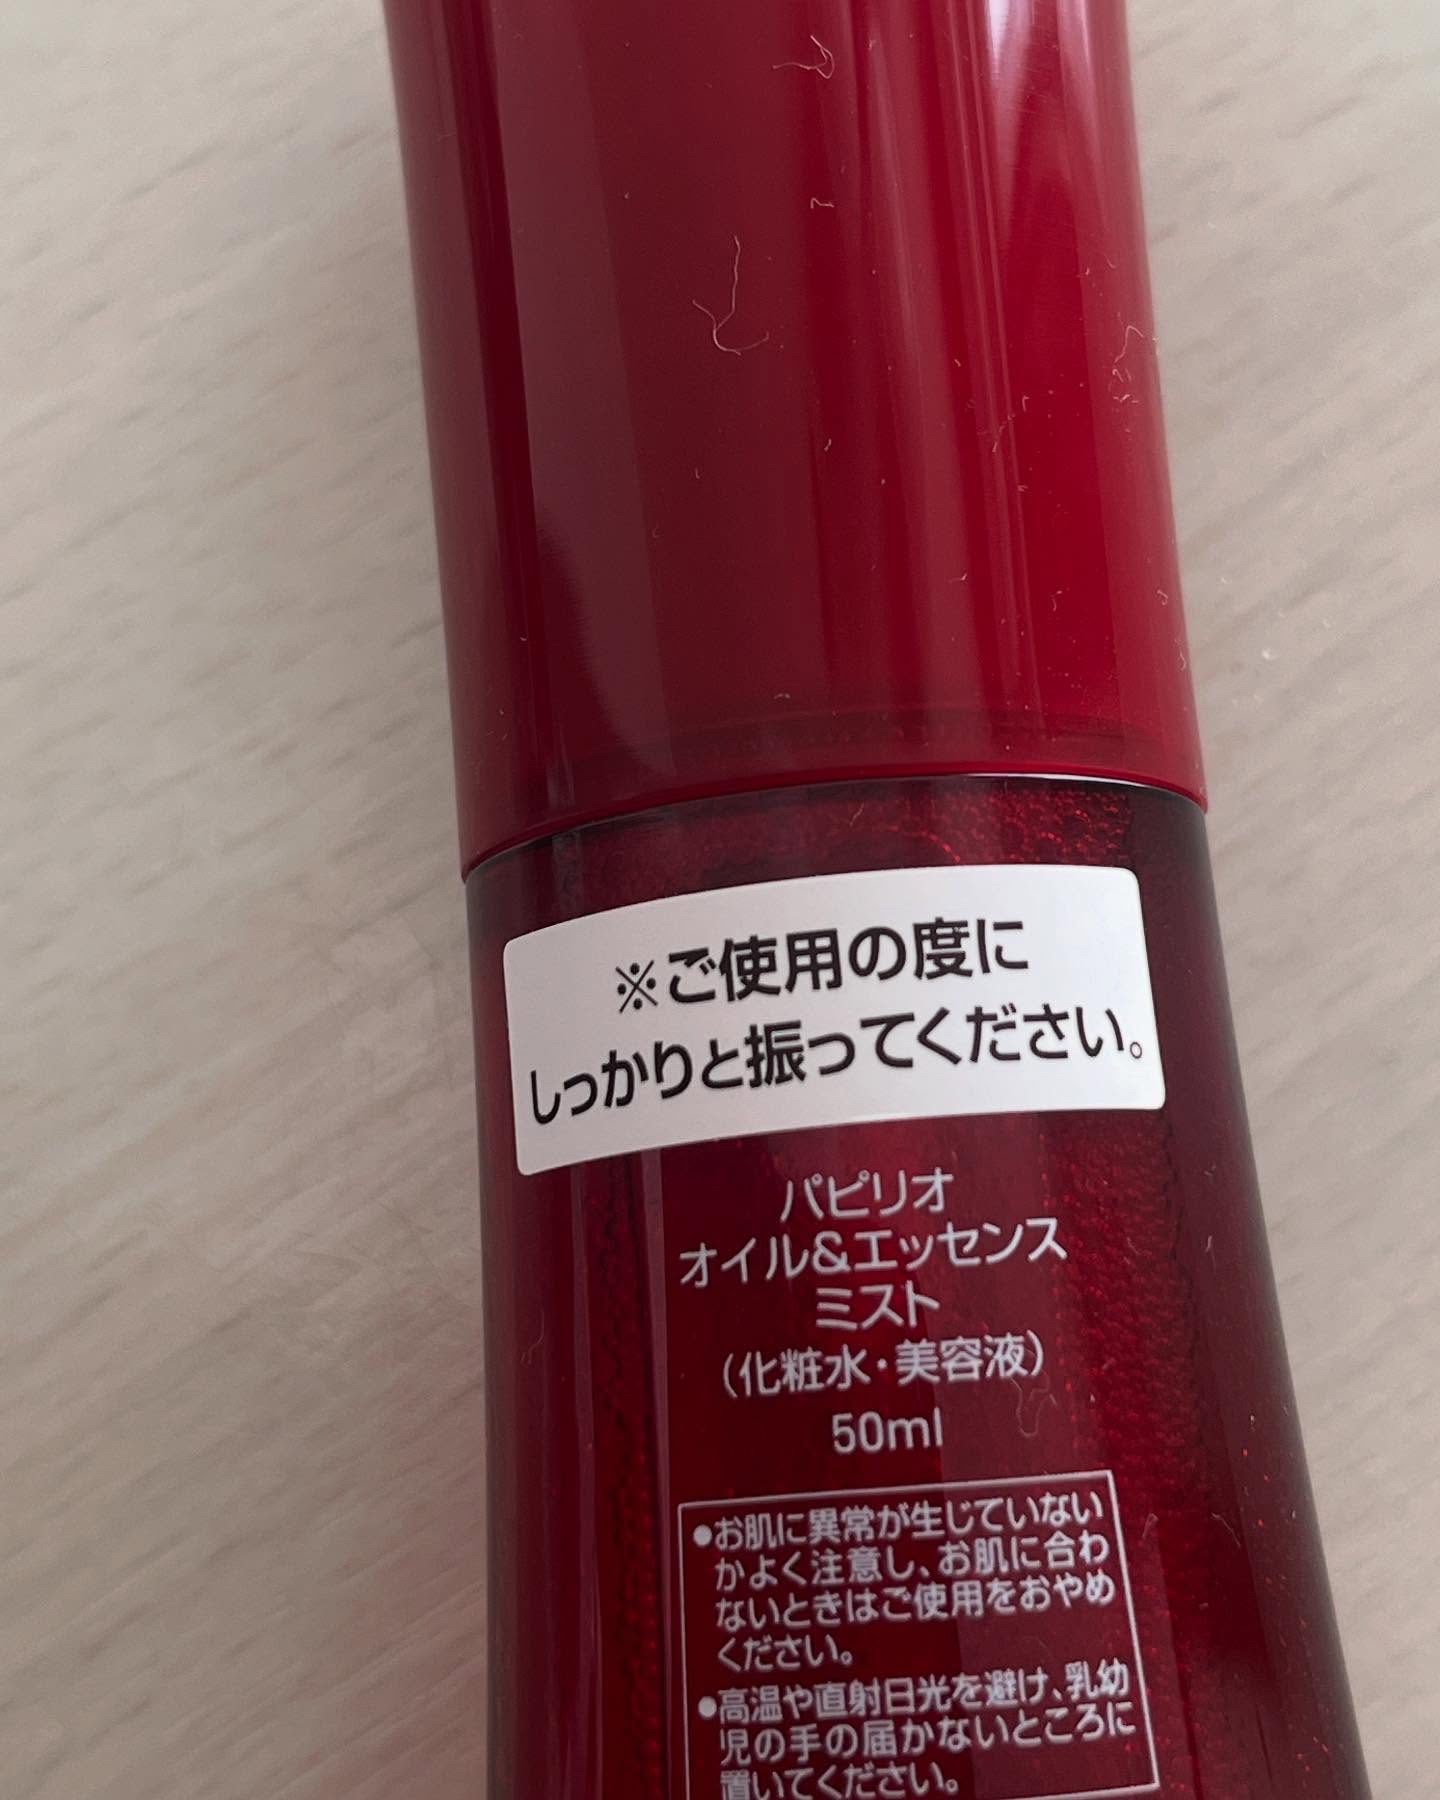 ※ご使用の度に
しっかりと振ってください。
パピリオ
オイル&エッセンス
ミスト
(化粧水・美容液)
50ml
●お肌に異常が生じていない
かよく注意し、お肌に合わ
ないときはご使用をおやめ
ください。
●高温や直射日光を避け、乳幼
児の手の届かないところに
置いてください。